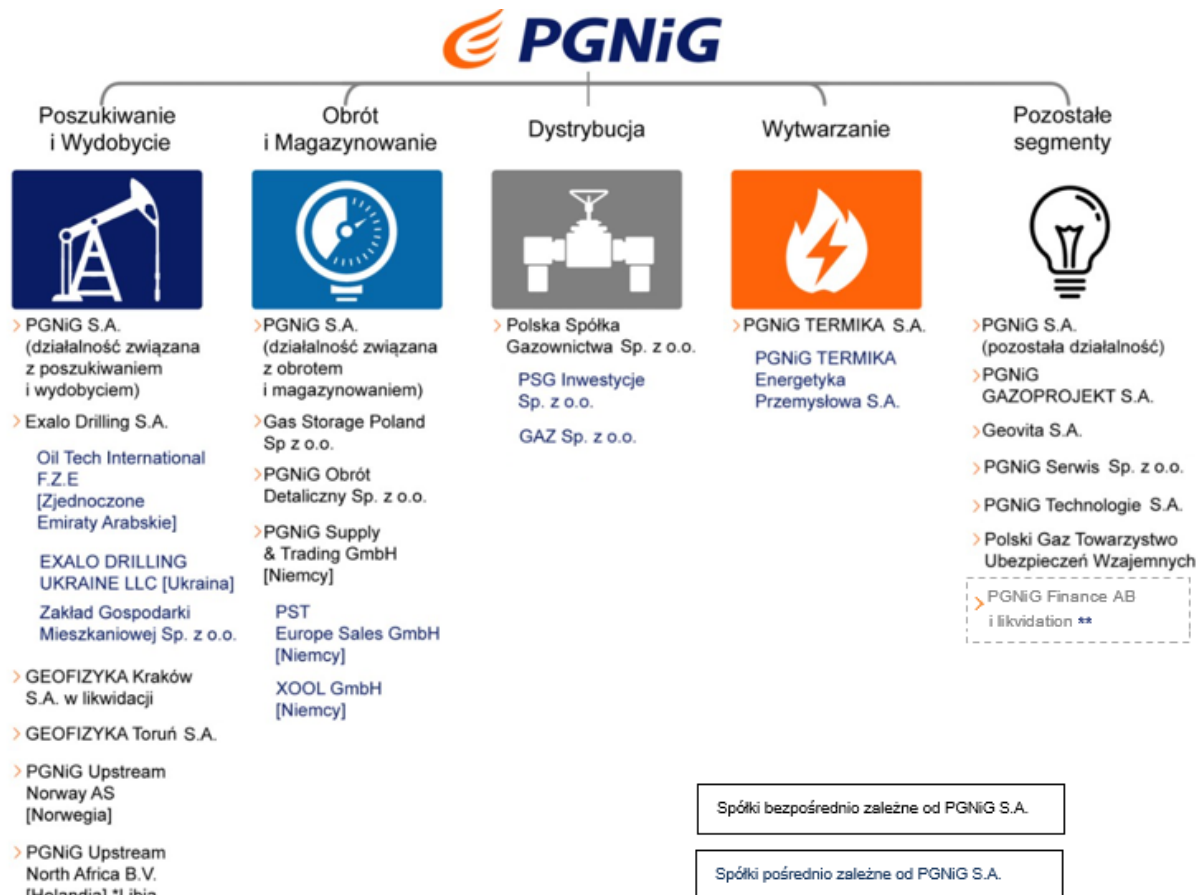 PGNiG
Poszukiwanie
i Wydobycie
PGNiG S.A.
(działalność związana
z poszukiwaniem
i wydobyciem)
Exalo Drilling S.A.
Oil Tech International
F.Z.E
[Zjednoczone
Emiraty Arabskie]
EXALO DRILLING
UKRAINE LLC [Ukraina]
Zakład Gospodarki
Mieszkaniowej Sp. z o.o.
GEOFIZYKA Kraków
S.A. w likwidacji
GEOFIZYKA Toruń S.A.
PGNiG Upstream
Norway AS
[Norwegia]
PGNiG Upstream
North Africa B.V.
[Holandia] *Libia
Obrót
i Magazynowanie
PGNiG S.A.
(działalność związana
z obrotem
i magazynowaniem)
Gas Storage Poland
Sp z o.o.
PGNiG Obrót
Detaliczny Sp. z o.o.
PGNiG Supply
& Trading GmbH
[Niemcy]
PST
Europe Sales GmbH
[Niemcy]
XOOL GmbH
[Niemcy]
Dystrybucja
Polska Spółka
Gazownictwa Sp. z o.o.
PSG Inwestycje
Sp. z o.o.
GAZ Sp. z o.o.
Wytwarzanie
PGNiG TERMIKA S.A.
PGNiG TERMIKA
Energetyka
Przemysłowa S.A.
Pozostałe
segmenty
PGNiG S.A.
(pozostała działalność)
PGNiG
GAZOPROJEKT S.A.
Geovita S.A.
PGNiG Serwis Sp. z o.o.
PGNiG Technologie S.A.
Polski Gaz Towarzystwo
Ubezpieczeń Wzajemnych
PGNiG Finance AB
i likvidation **
Spółki bezpośrednio zależne od PGNiG S.A.
Spółki pośrednio zależne od PGNiG S.A.